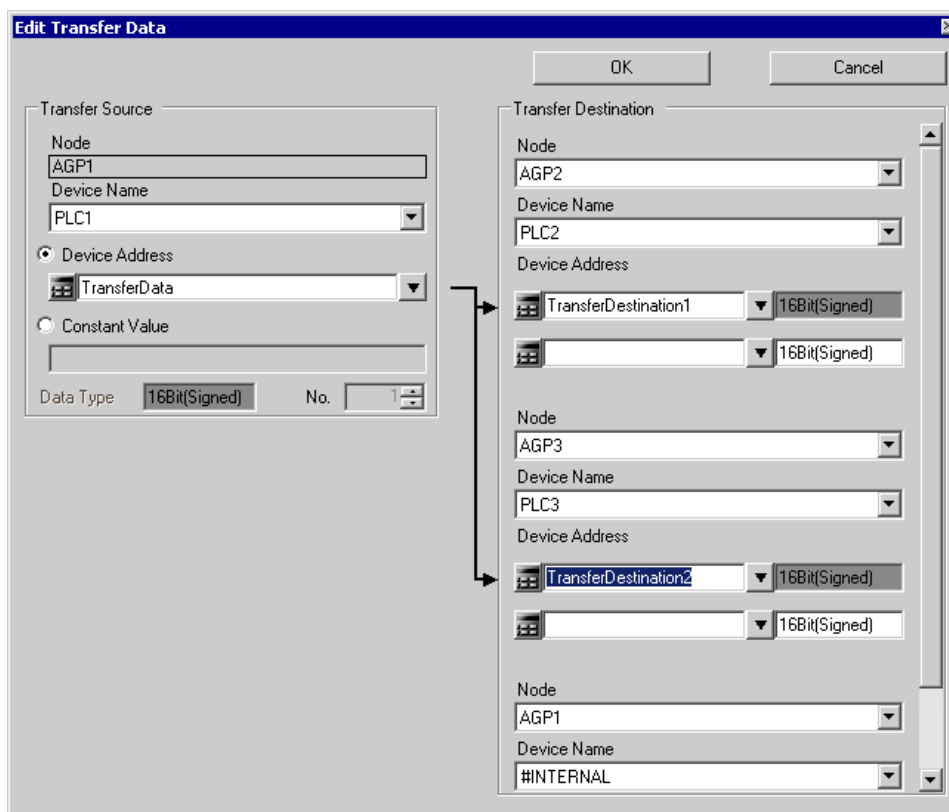 Edit Transfer Data
OK
Cancel
Transfer Source
Node
AGP1
Device Name
PLC1
Device Address
TransferData
Constant Value
Data Type
16Bit(Signed)
No.
1
Transfer Destination
Node
AGP2
Device Name
PLC2
Device Address
TransferDestination1
16Bit(Signed)
16Bit(Signed)
Node
AGP3
Device Name
PLC3
Device Address
TransferDestination2
16Bit(Signed)
16Bit(Signed)
Node
AGP1
Device Name
#INTERNAL